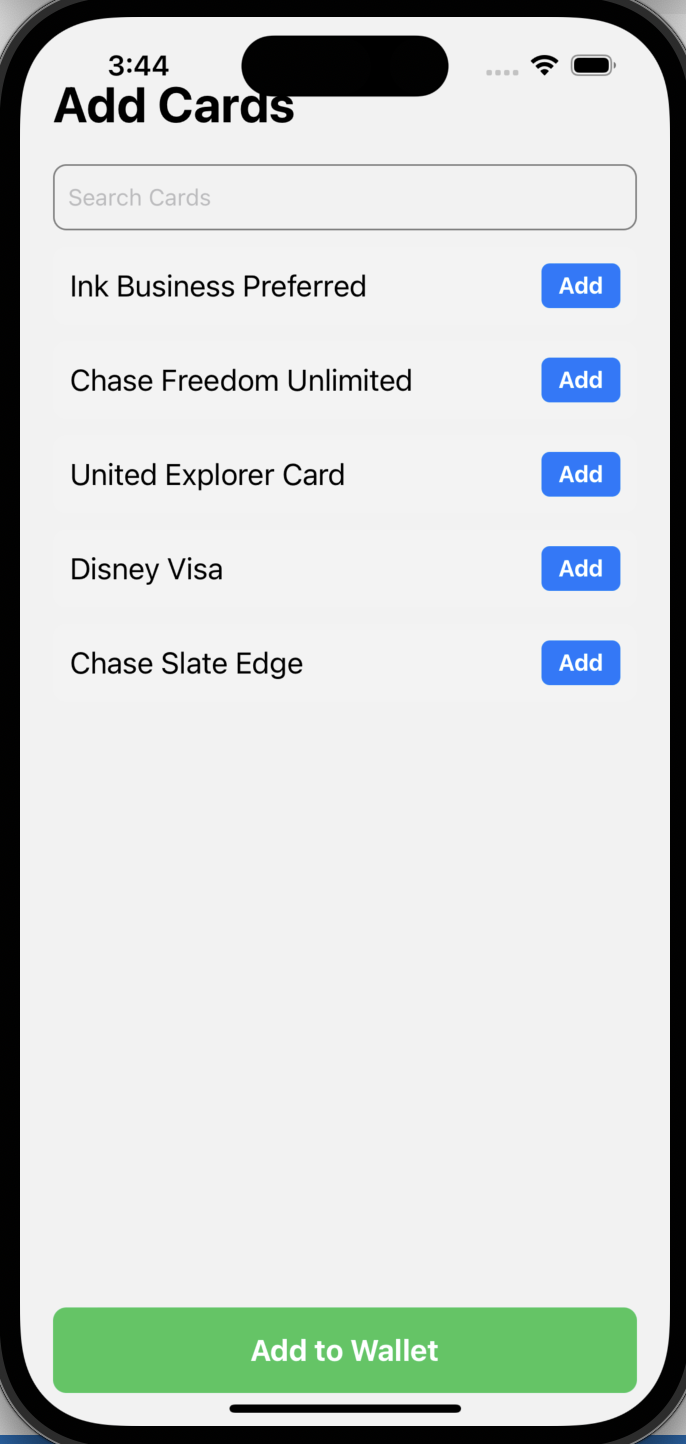 3:44
Add Cards
Search Cards
Ink Business Preferred
Add
Chase Freedom Unlimited
Add
United Explorer Card
Add
Disney Visa
Add
Chase Slate Edge
Add
Add to Wallet